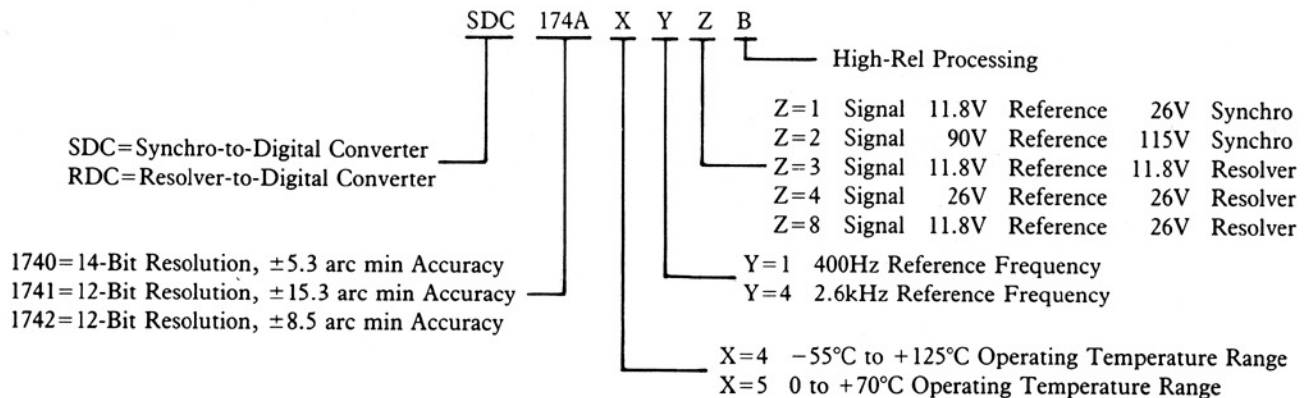 SDC 174A X Y Z B
High-Rel Processing
Z=1 Signal 11.8V Reference 26V Synchro
Z=2 Signal 90V Reference 115V Synchro
Z=3 Signal 11.8V Reference 11.8V Resolver
Z=4 Signal 26V Reference 26V Resolver
Z=8 Signal 11.8V Reference 26V Resolver
SDC=Synchro-to-Digital Converter
RDC=Resolver-to-Digital Converter
1740=14-Bit Resolution, ±5.3 arc min Accuracy
1741=12-Bit Resolution, ±15.3 arc min Accuracy
1742=12-Bit Resolution, ±8.5 arc min Accuracy
Y=1 400Hz Reference Frequency
Y=4 2.6kHz Reference Frequency
X=4 −55°C to +125°C Operating Temperature Range
X=5 0 to +70°C Operating Temperature Range